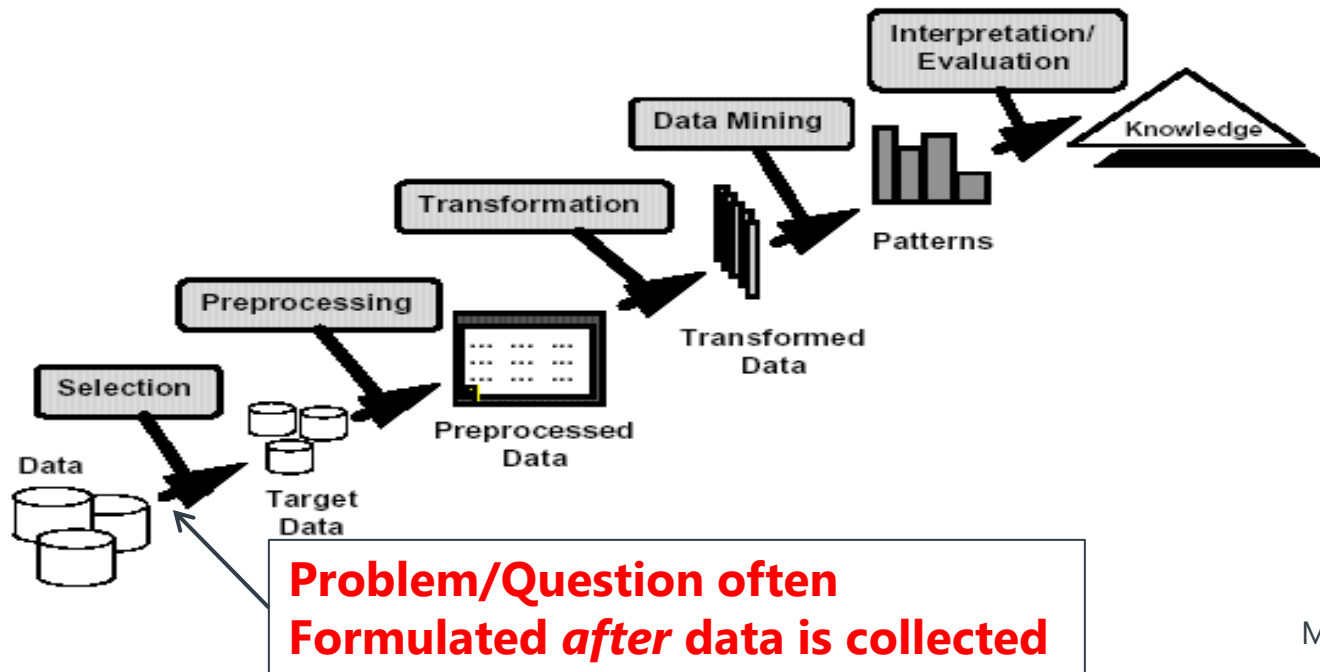 Interpretation/
Evaluation
Data Mining
Knowledge
Transformation
Patterns
Preprocessing
Transformed
Data
Selection
... ... ...
... ... ...
... ... ...
Preprocessed
Data
Data
Target
Data
Problem/Question often
Formulated after data is collected
M